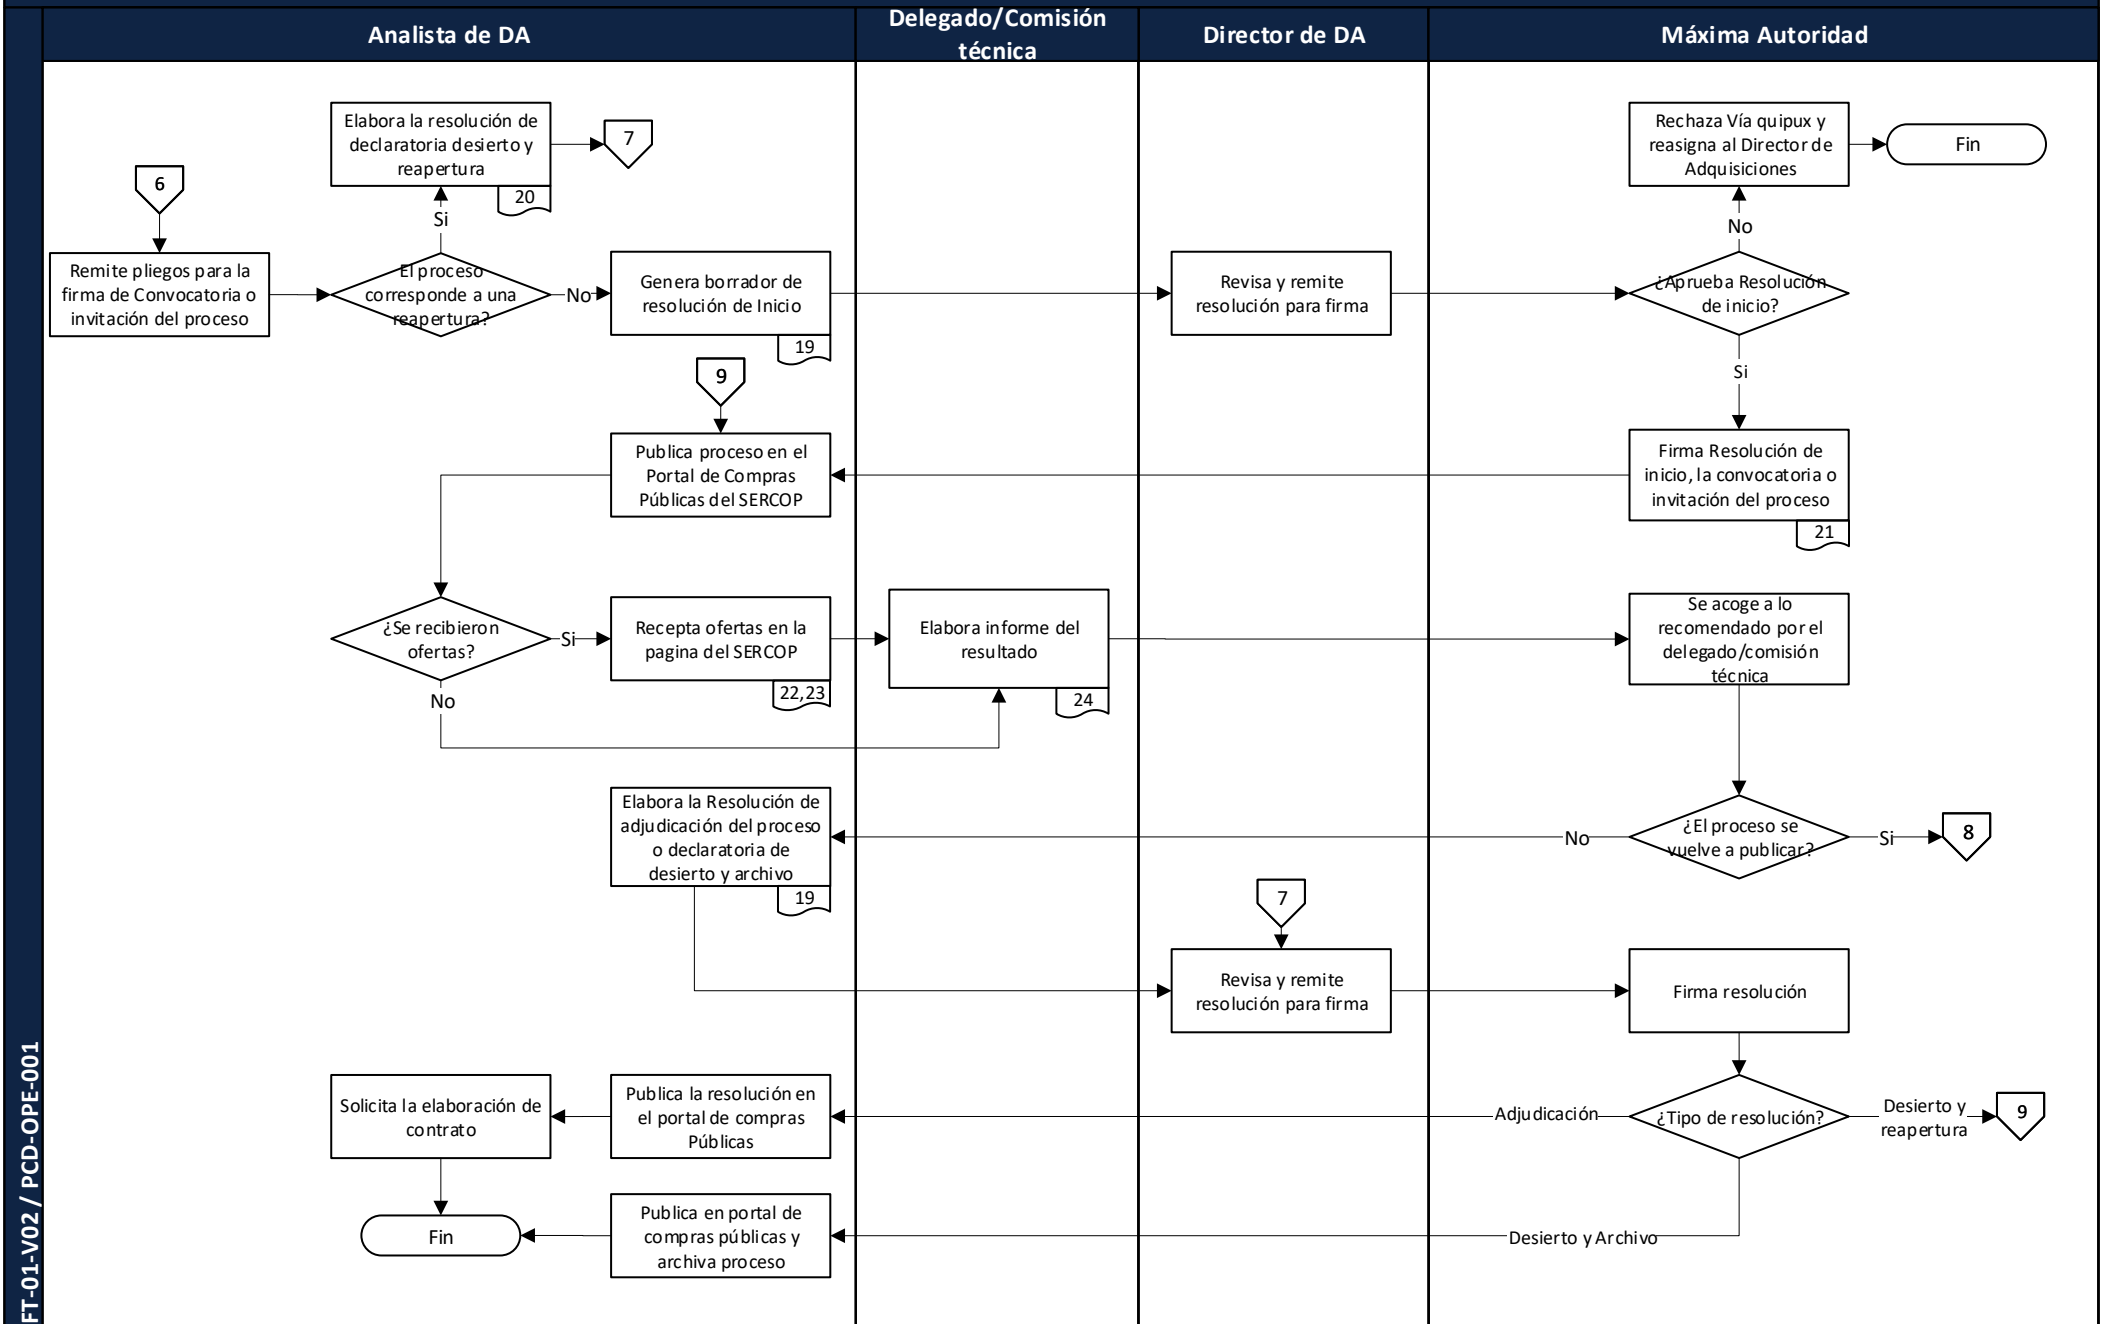 Analista de DA
Delegado/Comisión
técnica
Director de DA
Máxima Autoridad
Elabora la resolución de
declaratoria desierto y
reapertura
20
7
Rechaza Vía quipux y
reasigna al Director de
Adquisiciones
Fin
6
Si
No
Remite pliegos para la
firma de Convocatoria o
invitación del proceso
El proceso
corresponde a una
reapertura?
No
Genera borrador de
resolución de Inicio
19
Revisa y remite
resolución para firma
¿Aprueba Resolución
de inicio?
Si
9
Publica proceso en el
Portal de Compras
Públicas del SERCOP
Firma Resolución de
inicio, la convocatoria o
invitación del proceso
21
¿Se recibieron
ofertas?
Si
No
Recepta ofertas en la
pagina del SERCOP
22,23
Elabora informe del
resultado
24
Se acoge a lo
recomendado por el
delegado/comisión
técnica
Elabora la Resolución de
adjudicación del proceso
o declaratoria de
desierto y archivo
19
No
¿El proceso se
vuelve a publicar?
Si
8
7
Revisa y remite
resolución para firma
Firma resolución
Solicita la elaboración de
contrato
Publica la resolución en
el portal de compras
Públicas
Adjudicación
¿Tipo de resolución?
Desierto y
reapertura
9
Fin
Publica en portal de
compras públicas y
archiva proceso
Desierto y Archivo
FT-01-V02 / PCD-OPE-001